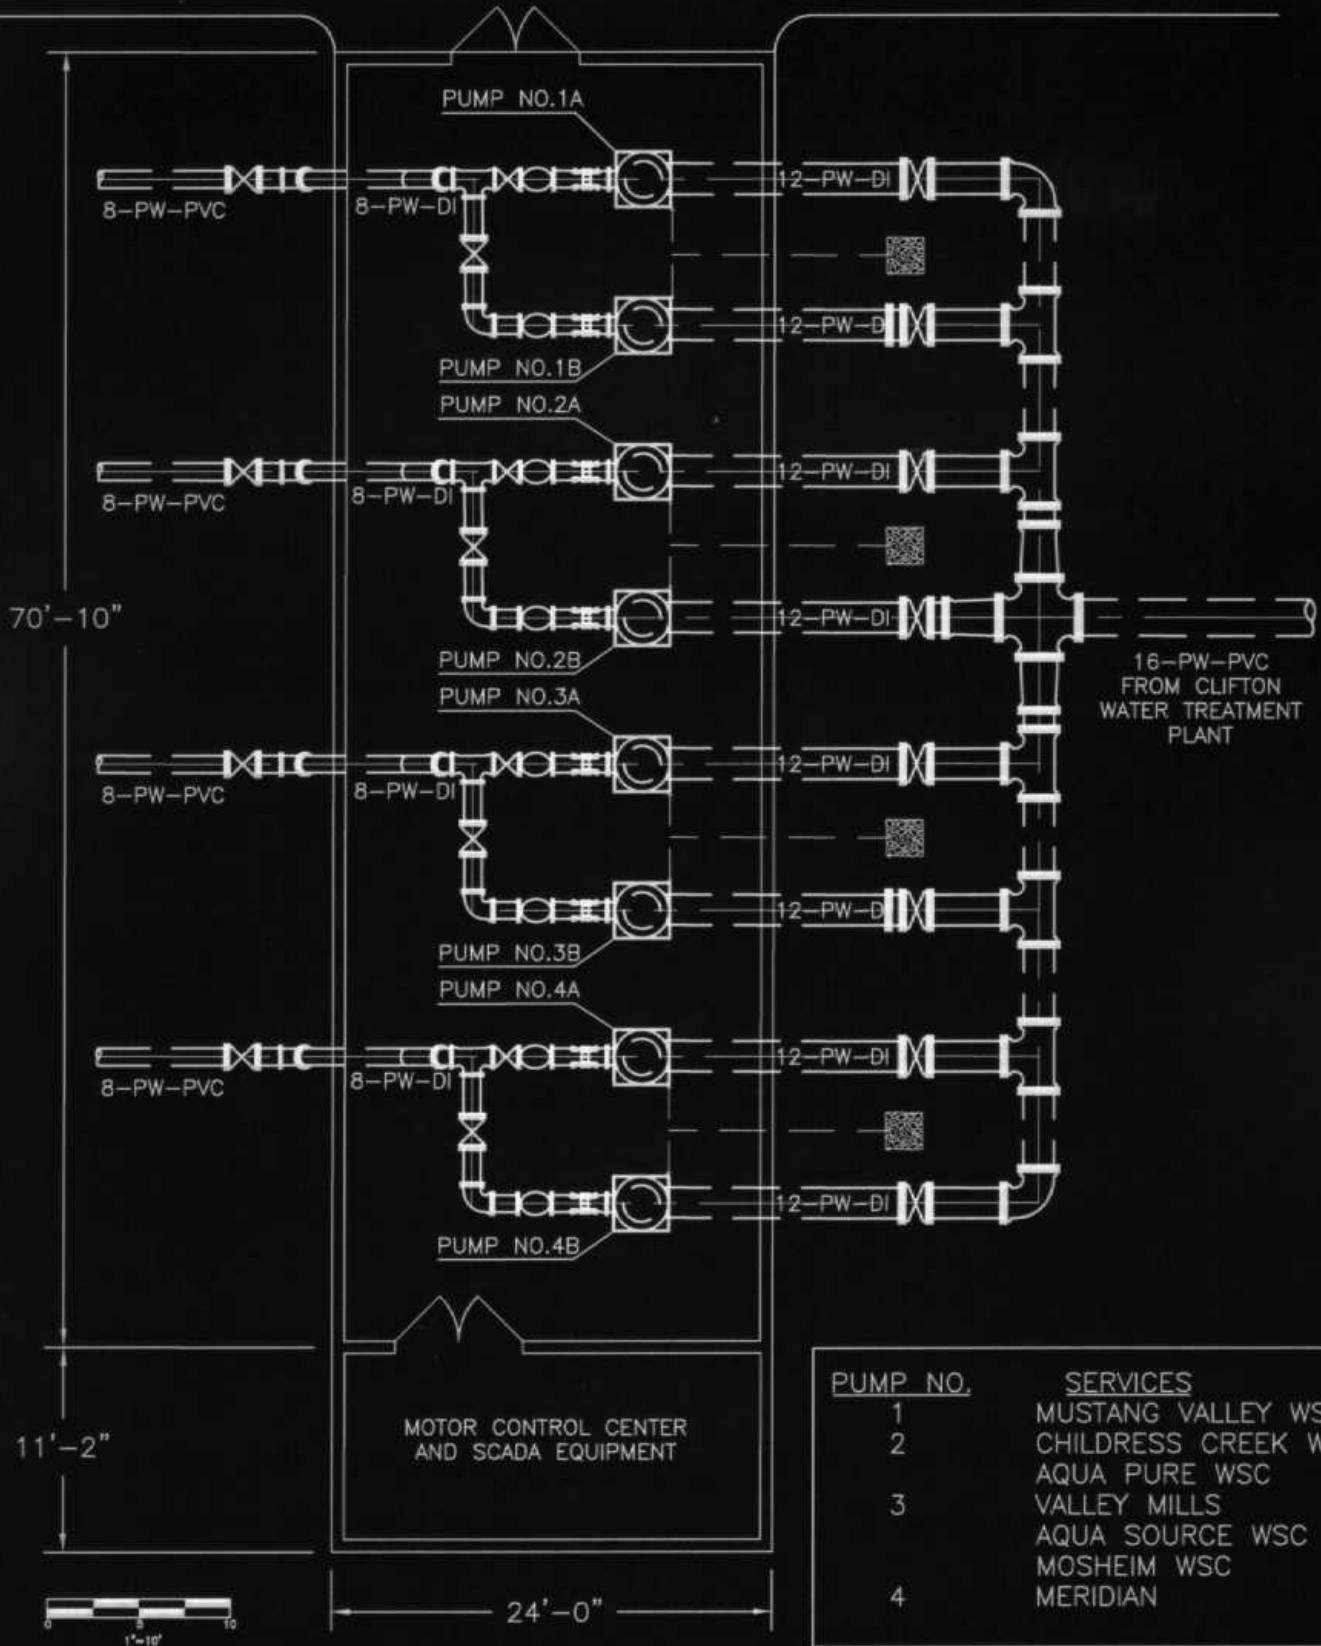 PUMP NO.1A
12-PW-DI
8-PW-PVC
8-PW-DI
12-PW-D
PUMP NO.1B
PUMP NO.2A
12-PW-DI
8-PW-PVC
8-PW-DI
70'-10"
12-PW-DI
PUMP NO.2B
16-PW-PVC
FROM CLIFTON
WATER TREATMENT
PLANT
PUMP NO.3A
12-PW-DI
8-PW-PVC
8-PW-DI
12-PW-D
PUMP NO.3B
PUMP NO.4A
12-PW-DI
8-PW-PVC
8-PW-DI
12-PW-DI
PUMP NO.4B
MOTOR CONTROL CENTER
AND SCADA EQUIPMENT
11'-2"
PUMP NO. SERVICES
1 MUSTANG VALLEY WS
2 CHILDRESS CREEK W
AQUA PURE WSC
3 VALLEY MILLS
AQUA SOURCE WSC
MOSHEIM WSC
4 MERIDIAN
24'-0"
0 5 10
1"=10'